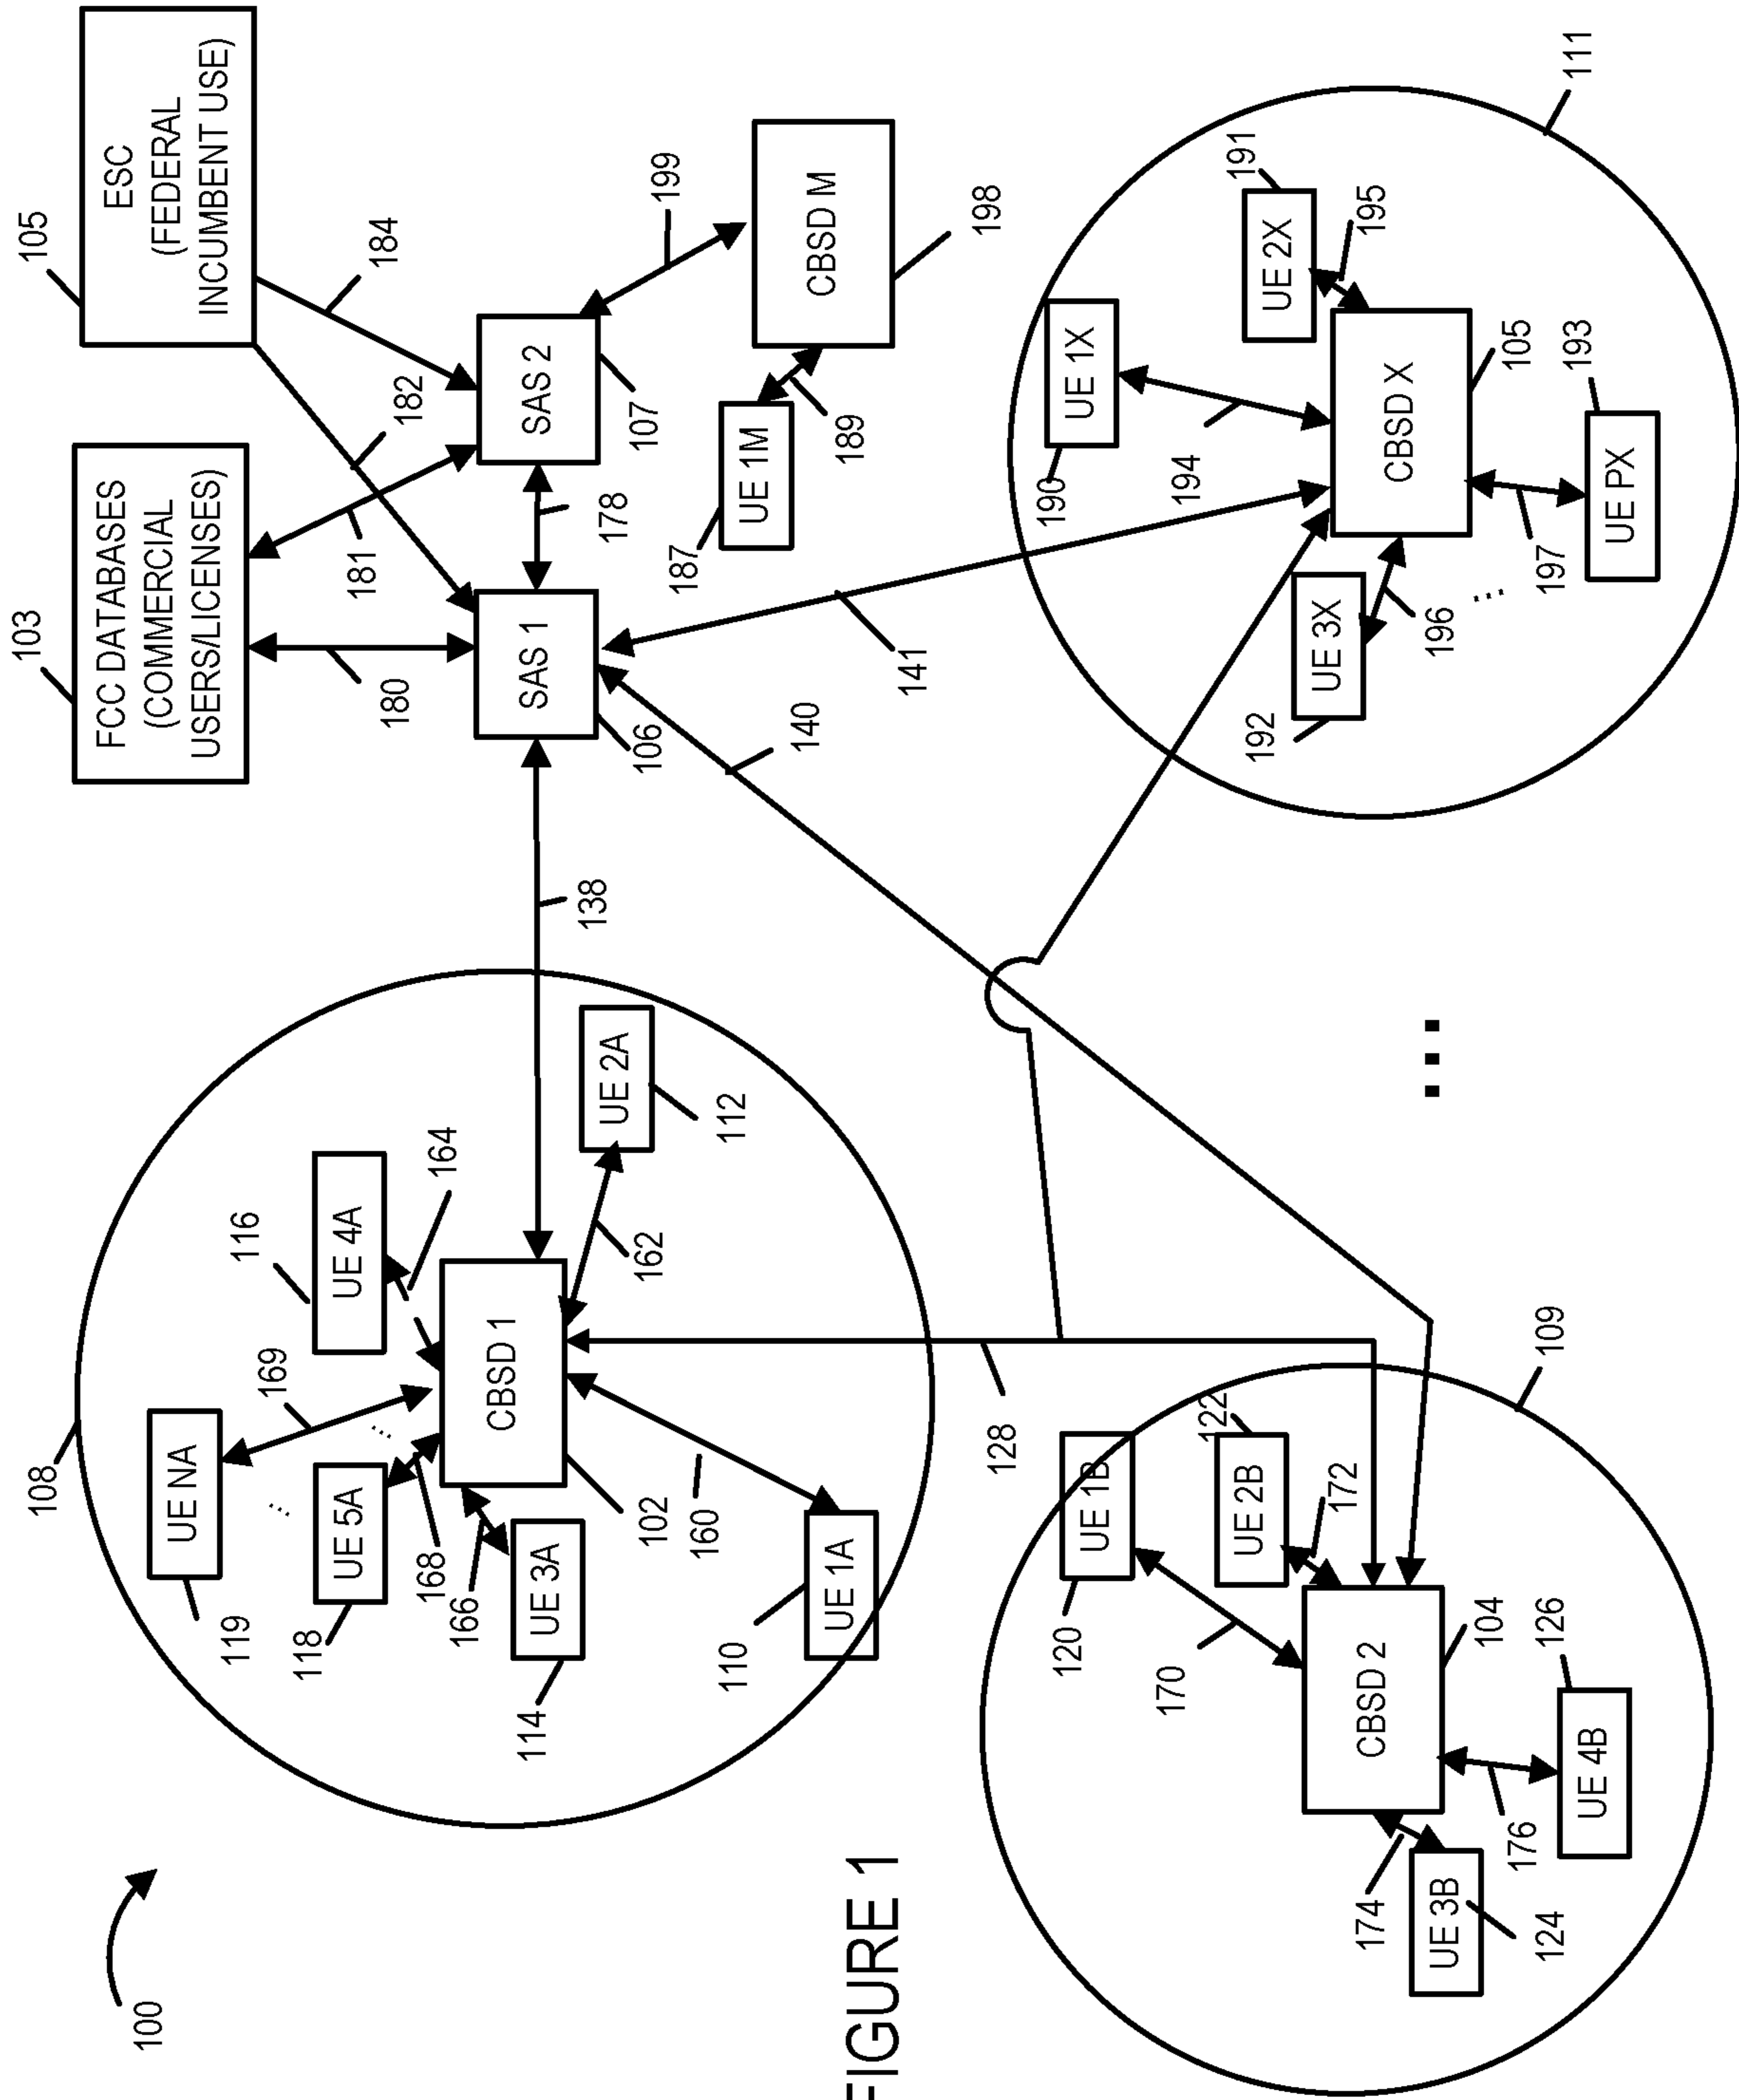 100
108
119
UE NA
169
...
...
118
UE 5A
168
116
UE 4A
164
166
UE 3A
114
CBSD 1
102
160
UE 1A
110
162
UE 2A
112
138
103
FCC DATABASES
(COMMERCIAL
USERS/LICENSES)
105
ESC
(FEDERAL
INCUMBENT USE)
180
181
182
184
SAS 1
106
178
SAS 2
107
199
187
UE 1M
189
CBSD M
198
140
141
128
FIGURE 1
109
120
UE 1B
170
122
UE 2B
172
CBSD 2
104
174
UE 3B
124
176
126
UE 4B
...
111
190
UE 1X
194
191
UE 2X
195
192
UE 3X
196
CBSD X
105
...
197
193
UE PX